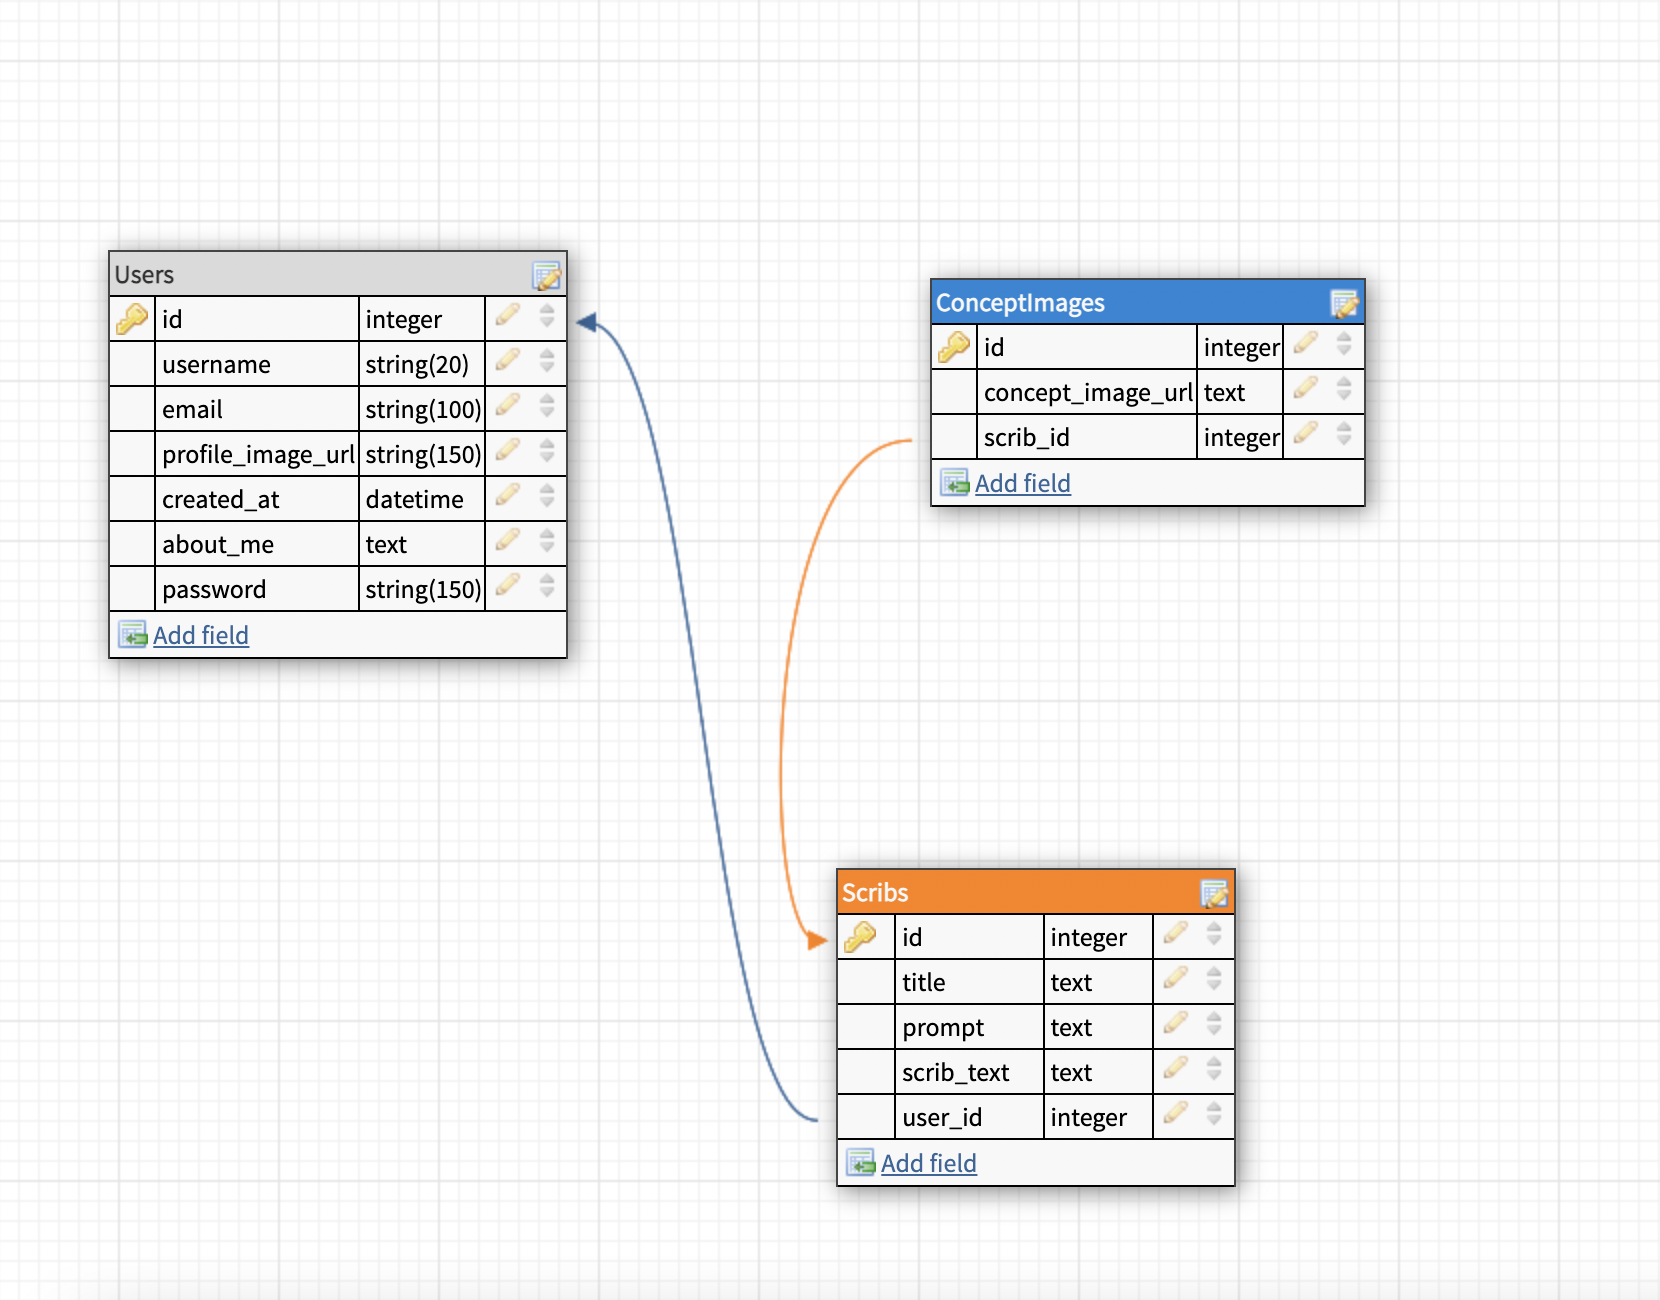 Users
id integer
username string(20)
email string(100)
profile_image_url string(150)
created_at datetime
about_me text
password string(150)
Add field
ConceptImages
id integer
concept_image_url text
scrib_id integer
Add field
Scribs
id integer
title text
prompt text
scrib_text text
user_id integer
Add field